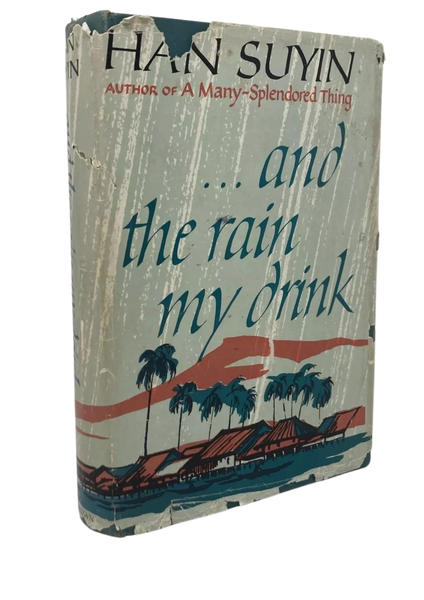 HAN SUYIN
AUTHOR OF A Many-Splendored Thing
... and
the rain
my drink